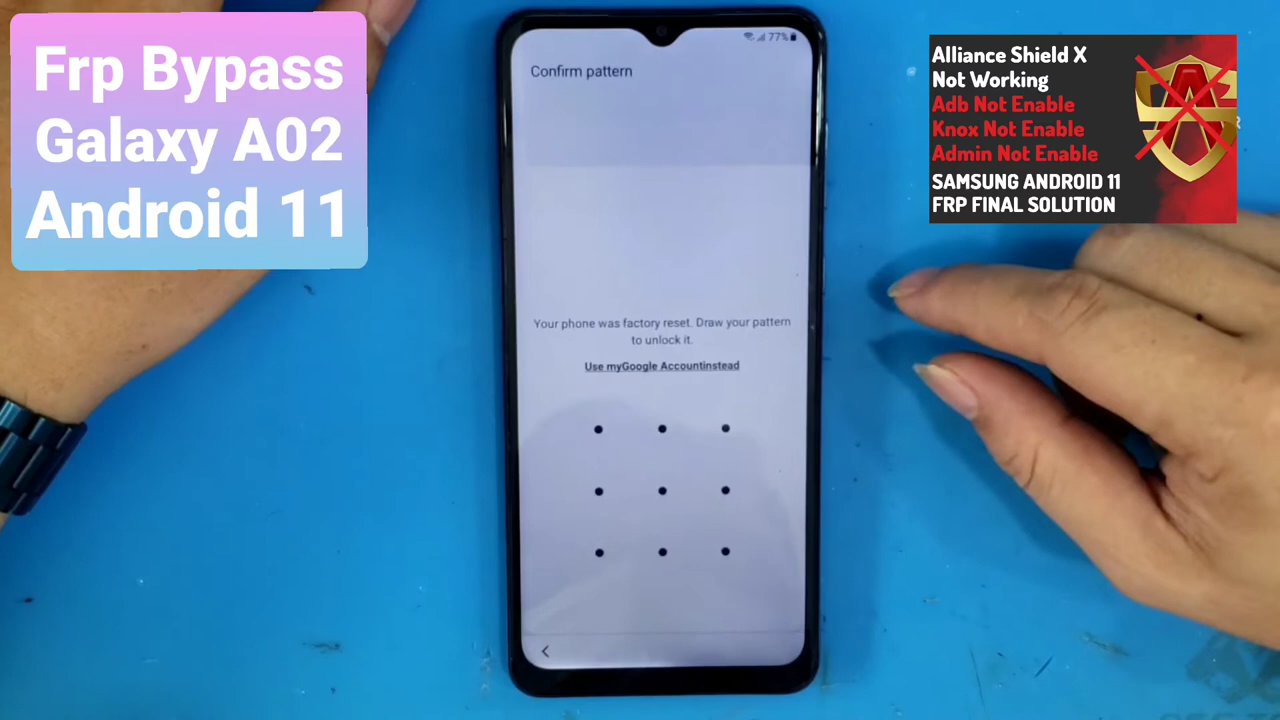 Frp Bypass
Galaxy A02
Android 11
77%
Confirm pattern
Your phone was factory reset. Draw your pattern
to unlock it.
Use myGoogle Accountinstead
Alliance Shield X
Not Working
Adb Not Enable
Knox Not Enable
Admin Not Enable
SAMSUNG ANDROID 11
FRP FINAL SOLUTION